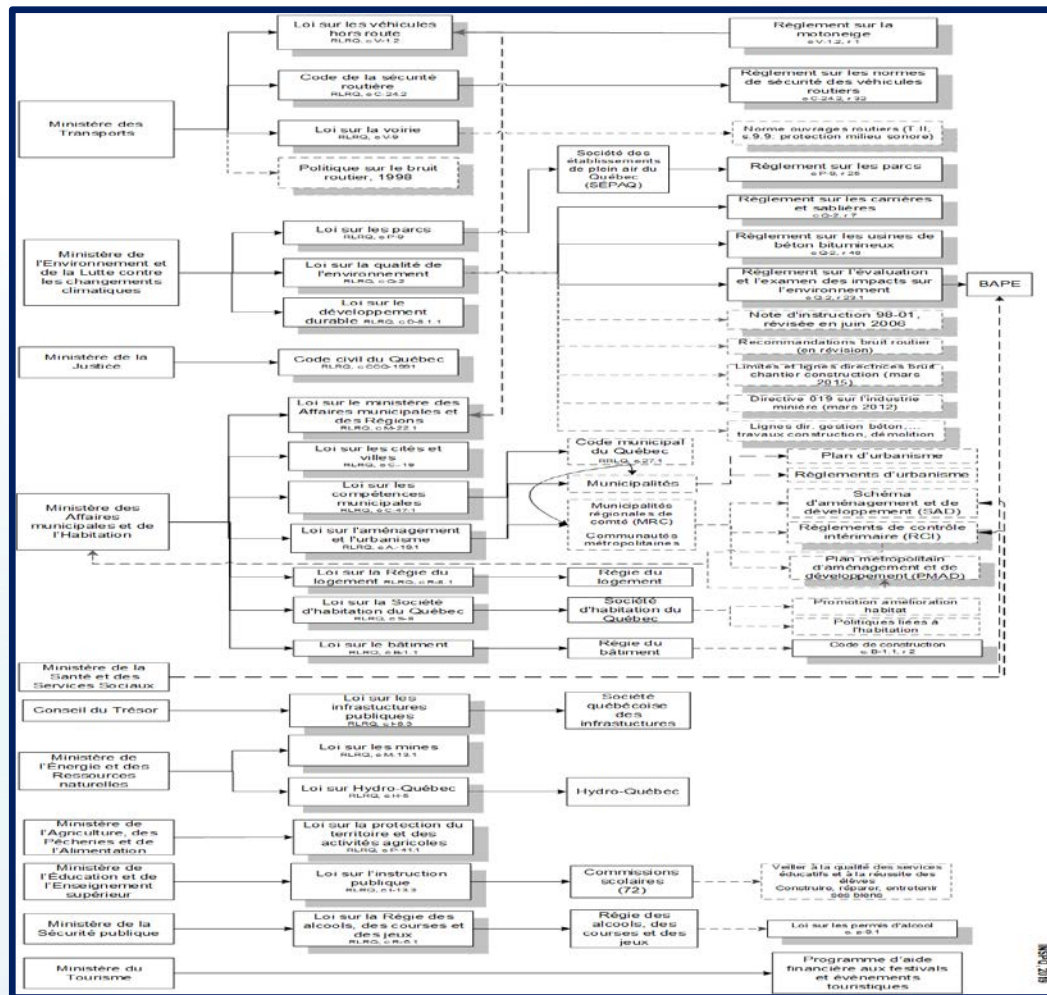 Loi sur les véhicules
hors route
RLRQ, c V-1.2
Règlement sur la
motoneige
c V-1.2, r 1
Code de la sécurité
routière
RLRQ, c C-24.2
Règlement sur les normes
de sécurité des véhicules
routiers
c C-24.2, r 32
Ministère des
Transports
Loi sur la voirie
RLRQ, c V-9
Norme ouvrages routiers (T.II;
s.9.9: protection milieu sonore)
Politique sur le bruit
routier, 1998
Société des
établissements
de plein air du
Québec
(SÉPAQ)
Règlement sur les parcs
c P-9, r 25
Règlement sur les carrières
et sablières
c Q-2, r 7
Loi sur les parcs
RLRQ, c P-9
Règlement sur les usines de
béton bitumineux
c Q-2, r 48
Ministère de
l'Environnement et
de la Lutte contre
les changements
climatiques
Loi sur la qualité de
l'environnement
RLRQ, c Q-2
Règlement sur l'évaluation
et l'examen des impacts sur
l'environnement
c Q-2, r 23.1
BAPE
Loi sur le
développement
durable RLRQ, c D-8.1.1
Note d'instruction 98-01,
révisée en juin 2006
Recommandations bruit routier
(en révision)
Ministère de la
Justice
Code civil du Québec
RLRQ, c CCQ-1991
Limites et lignes directrices bruit
chantier construction (mars
2015)
Directive 019 sur l'industrie
minière (mars 2012)
Lignes dir. gestion béton,...
travaux construction, démolition
Loi sur le ministère des
Affaires municipales et
des Régions
RLRQ, c M-22.1
Loi sur les cités et
villes
RLRQ, c C-19
Code municipal
du Québec
RRLQ, c 27.1
Plan d'urbanisme
Règlements d'urbanisme
Loi sur les
compétences
municipales
RLRQ, c C-47.1
Municipalités
Schéma
d'aménagement et de
développement (SAD)
Ministère des
Affaires
municipales et de
l'Habitation
Loi sur l'aménagement
et l'urbanisme
RLRQ, c A-19.1
Municipalités
régionales de
comté (MRC)
Communautés
métropolitaines
Règlements de contrôle
intérimaire (RCI)
Plan métropolitain
d'aménagement et de
développement (PMAD)
Loi sur la Régie du
logement RLRQ, c R-8.1
Régie du
logement
Loi sur la Société
d'habitation du Québec
RLRQ, c S-8
Société
d'habitation du
Québec
Promotion amélioration
habitat
Politiques liées à
l'habitation
Loi sur le bâtiment
RLRQ, c B-1.1
Régie du
bâtiment
Code de construction
c. B-1.1, r 2
Ministère de la
Santé et des
Services Sociaux
Conseil du Trésor
Loi sur les
infrastuctures
publiques
RLRQ, c I-8.3
Société
québécoise
des
infrastuctures
Ministère de
l'Énergie et des
Ressources
naturelles
Loi sur les mines
RLRQ, c M-13.1
Loi sur Hydro-Québec
RLRQ, c H-5
Hydro-Québec
Ministère de
l'Agriculture, des
Pêcheries et de
l'Alimentation
Loi sur la protection du
territoire et des
activités agricoles
RLRQ, c P-41.1
Ministère de
l'Éducation et de
l'Enseignement
supérieur
Loi sur l'instruction
publique
RLRQ, c I-13.3
Commissions
scolaires
(72)
Veiller à la qualité des services
éducatifs et à la réussite des
élèves
Construire, réparer, entretenir
ses biens
Ministère de la
Sécurité publique
Loi sur la Régie des
alcools, des courses et
des jeux
RLRQ, c R-6.1
Régie des
alcools, des
courses et des
jeux
Loi sur les permis d'alcool
Ministère du
Tourisme
Programme d'aide
financière aux festivals
et événements
touristiques
INSPQ, 2019